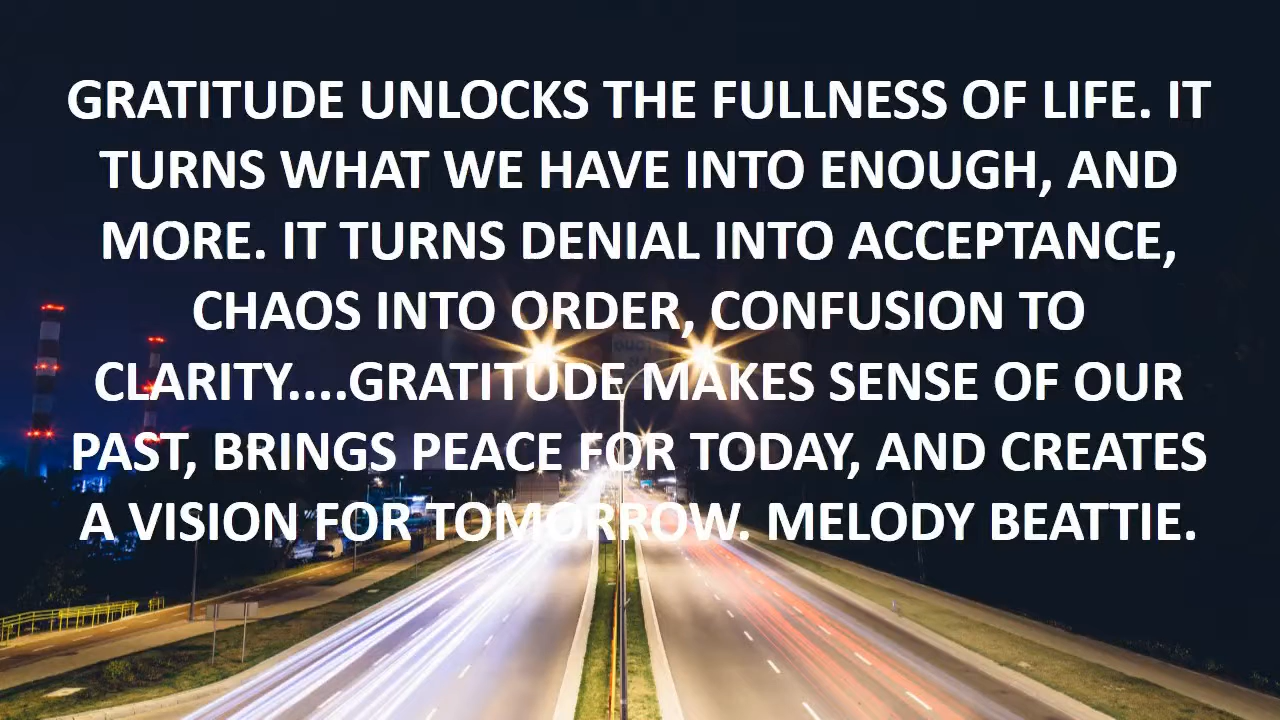 GRATITUDE UNLOCKS THE FULLNESS OF LIFE. IT
TURNS WHAT WE HAVE INTO ENOUGH, AND
MORE. IT TURNS DENIAL INTO ACCEPTANCE,
CHAOS INTO ORDER, CONFUSION TO
CLARITY....GRATITUDE MAKES SENSE OF OUR
PAST, BRINGS PEACE FOR TODAY, AND CREATES
A VISION FOR TOMORROW. MELODY BEATTIE.